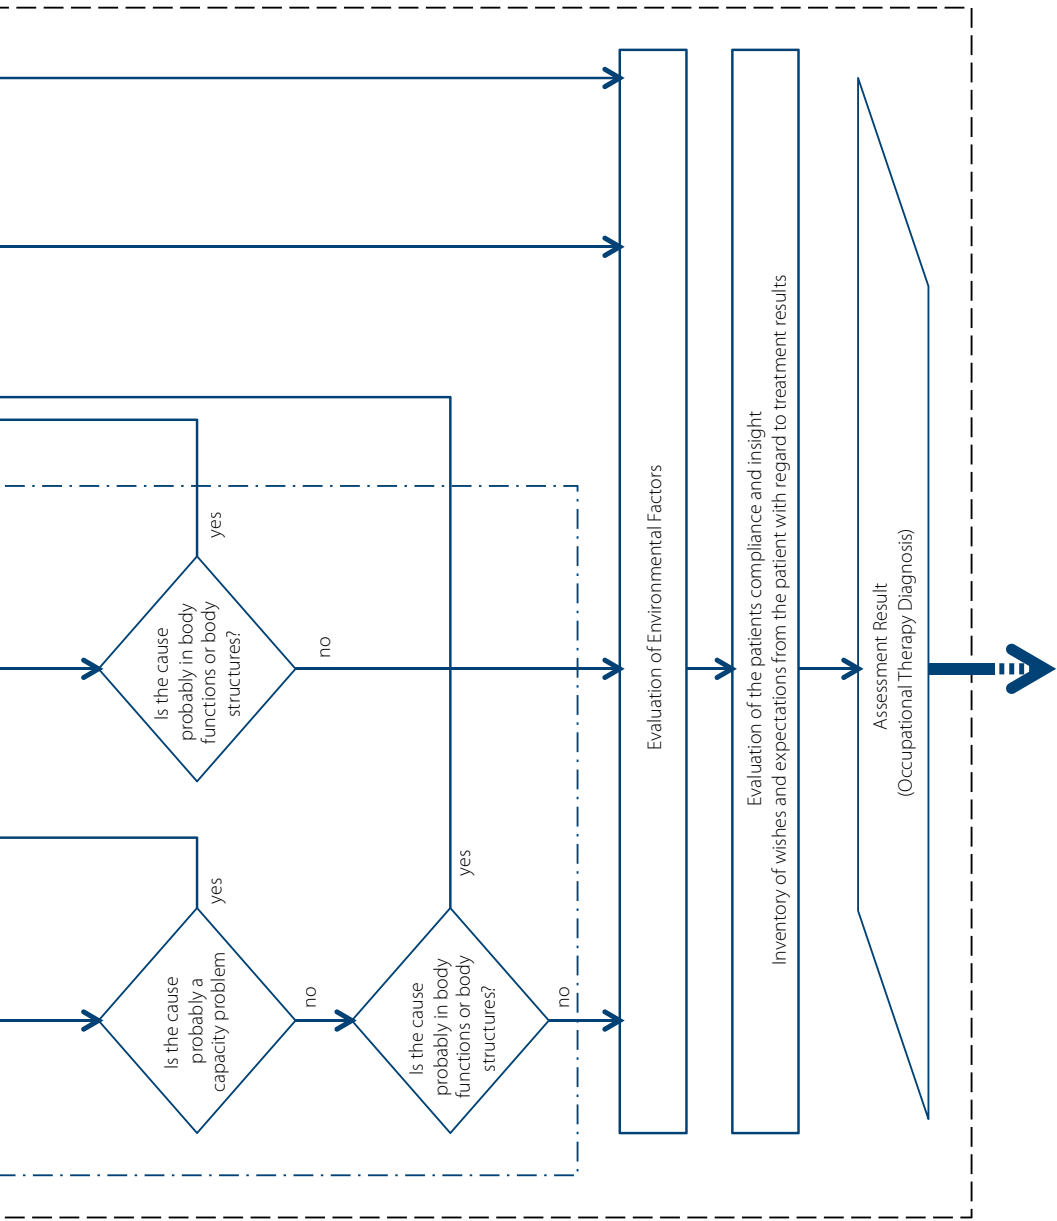 Is the cause
probably in body
functions or body
structures?
yes
no
Is the cause
probably a
capacity problem
yes
no
Is the cause
probably in body
functions or body
structures?
yes
no
Evaluation of Environmental Factors
Evaluation of the patients compliance and insight
Inventory of wishes and expectations from the patient with regard to treatment results
Assessment Result
(Occupational Therapy Diagnosis)